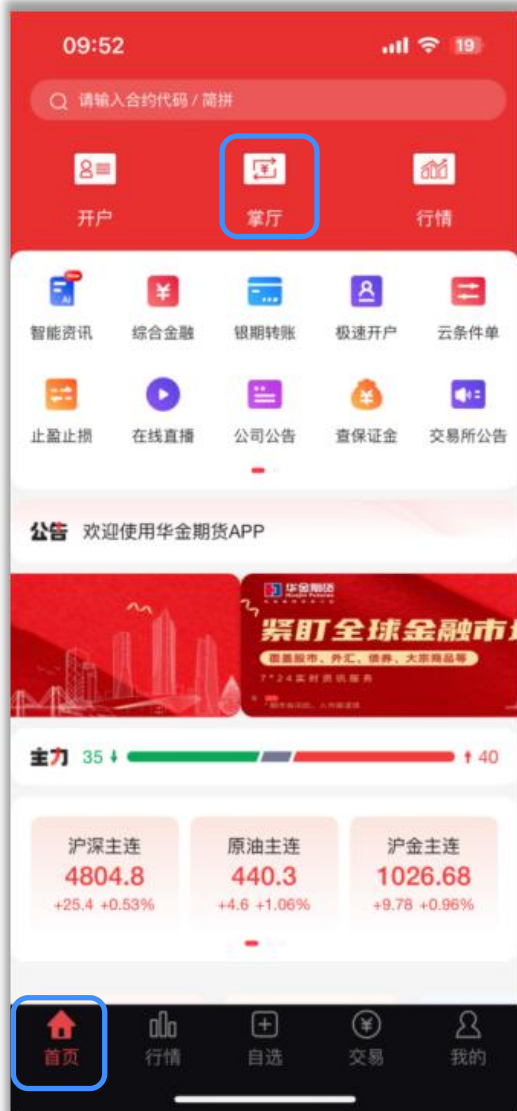 09:52
19
请输入合约代码 / 简拼
开户 掌厅 行情
New
AI
智能资讯 综合金融 银期转账 极速开户 云条件单
止盈止损 在线直播 公司公告 查保证金 交易所公告
公告 欢迎使用华金期货APP
华金期货
Huajin Futures
紧盯全球金融市场
覆盖股市、外汇、债券、大宗商品等
7*24实时资讯服务
主力 35 40
沪深主连 原油主连 沪金主连
4804.8 440.3 1026.68
+25.4 +0.53% +4.6 +1.06% +9.78 +0.96%
首页 行情 自选 交易 我的